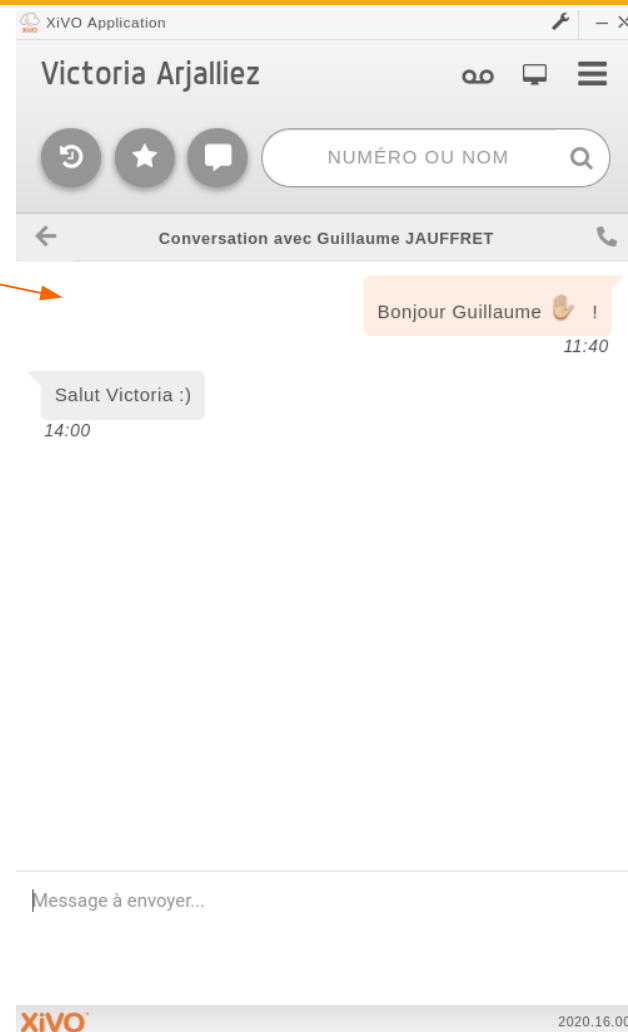 XiVO Application
Victoria Arjalliez
NUMÉRO OU NOM
Conversation avec Guillaume JAUFFRET
Bonjour Guillaume ✋ !
11:40
Salut Victoria :)
14:00
Message à envoyer...
XiVO
2020.16.00